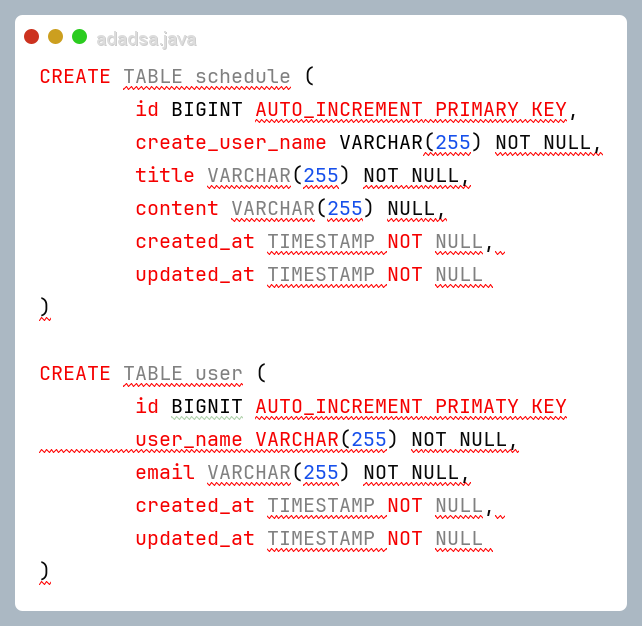 adadsa.java
CREATE TABLE schedule (
id BIGINT AUTO_INCREMENT PRIMARY KEY,
create_user_name VARCHAR(255) NOT NULL,
title VARCHAR(255) NOT NULL,
content VARCHAR(255) NULL,
created_at TIMESTAMP NOT NULL,
updated_at TIMESTAMP NOT NULL
)
CREATE TABLE user (
id BIGNIT AUTO_INCREMENT PRIMATY KEY
user_name VARCHAR(255) NOT NULL,
email VARCHAR(255) NOT NULL,
created_at TIMESTAMP NOT NULL,
updated_at TIMESTAMP NOT NULL
)